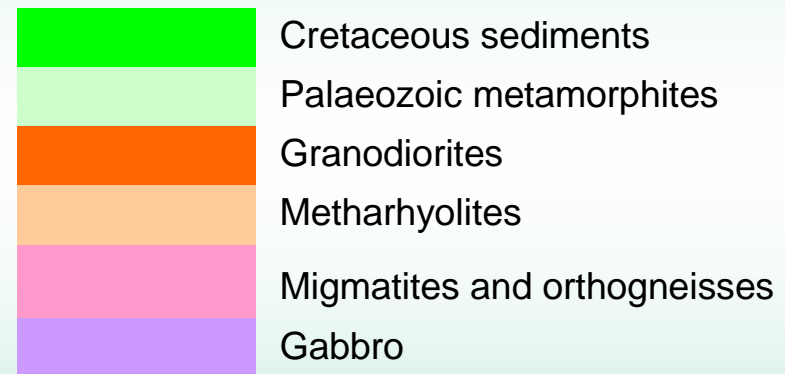 Cretaceous sediments
Palaeozoic metamorphites
Granodiorites
Metharhyolites
Migmatites and orthogneisses
Gabbro